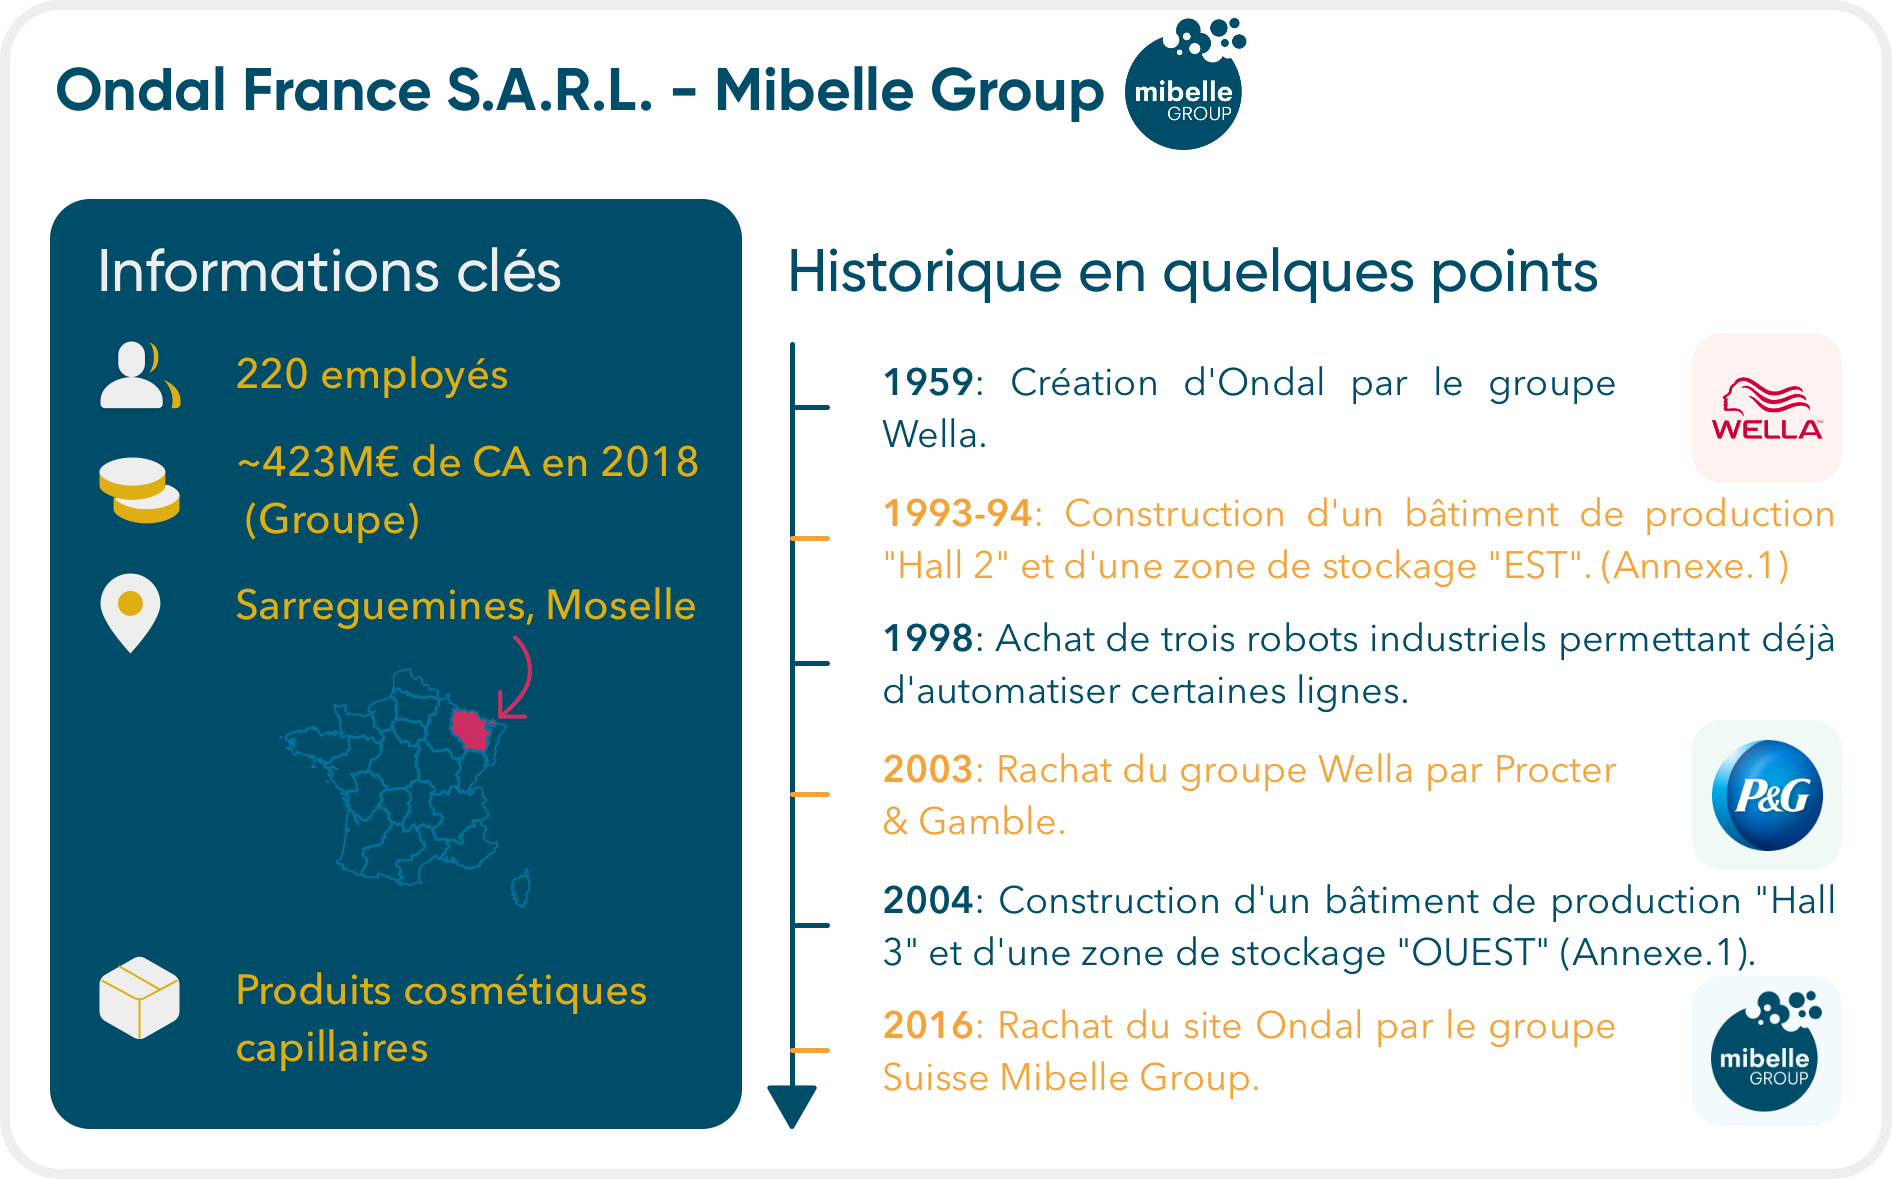 Ondal France S.A.R.L. - Mibelle Group
mibelle
GROUP
Informations clés
220 employés
~423M€ de CA en 2018
(Groupe)
Sarreguemines, Moselle
Produits cosmétiques
capillaires
Historique en quelques points
1959: Création d'Ondal par le groupe
Wella.
WELLA™
1993-94: Construction d'un bâtiment de production
"Hall 2" et d'une zone de stockage "EST". (Annexe.1)
1998: Achat de trois robots industriels permettant déjà
d'automatiser certaines lignes.
2003: Rachat du groupe Wella par Procter
& Gamble.
P&G
2004: Construction d'un bâtiment de production "Hall
3" et d'une zone de stockage "OUEST" (Annexe.1).
2016: Rachat du site Ondal par le groupe
Suisse Mibelle Group.
mibelle
GROUP